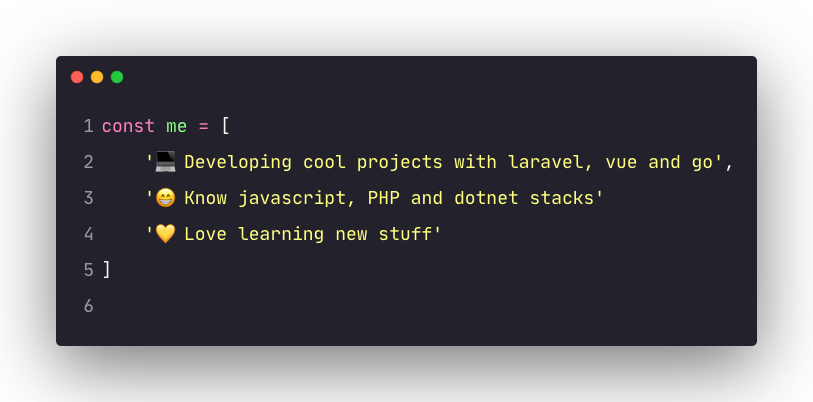 1 const me = [
2     '💻 Developing cool projects with laravel, vue and go',
3     '😁 Know javascript, PHP and dotnet stacks'
4     '💛 Love learning new stuff'
5 ]
6